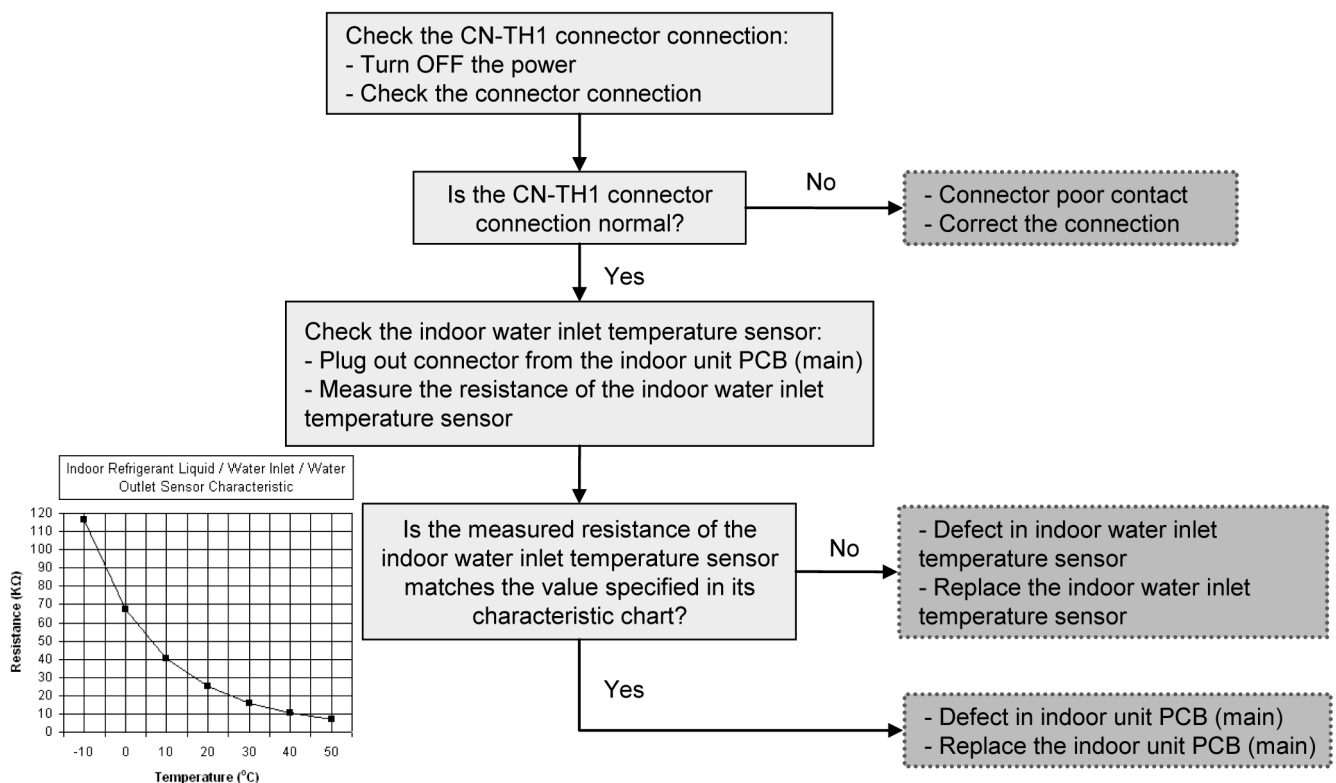 Check the CN-TH1 connector connection:
- Turn OFF the power
- Check the connector connection
Is the CN-TH1 connector
connection normal?
No
- Connector poor contact
- Correct the connection
Yes
Check the indoor water inlet temperature sensor:
- Plug out connector from the indoor unit PCB (main)
- Measure the resistance of the indoor water inlet
temperature sensor
Indoor Refrigerant Liquid / Water Inlet / Water
Outlet Sensor Characteristic
120
110
100
90
80
70
60
50
40
30
20
10
0
-10 0 10 20 30 40 50
Resistance (KΩ)
Temperature (⁰C)
Is the measured resistance of the
indoor water inlet temperature sensor
matches the value specified in its
characteristic chart?
No
- Defect in indoor water inlet
temperature sensor
- Replace the indoor water inlet
temperature sensor
Yes
- Defect in indoor unit PCB (main)
- Replace the indoor unit PCB (main)